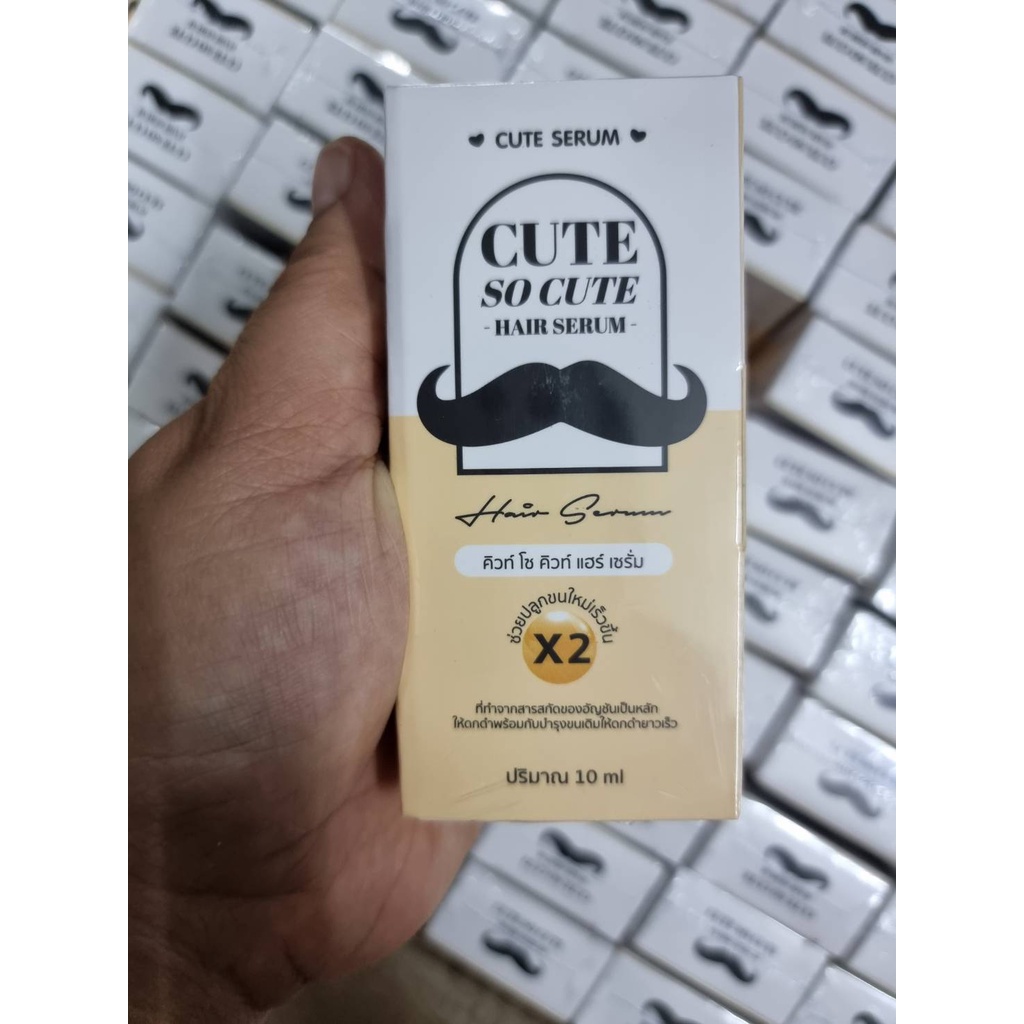 CUTE SERUM
CUTE
SO CUTE
- HAIR SERUM -
Hair Serum
คิวท์ โซ คิวท์ แฮร์ เซรั่ม
ช่วยปลูกขนใหม่เร็วขึ้น
X2
ที่ทำจากสารสกัดของอัญชันเป็นหลัก
ให้ดกดำพร้อมกับบำรุงขนเดิมให้ดกดำยาวเร็ว
ปริมาณ 10 ml